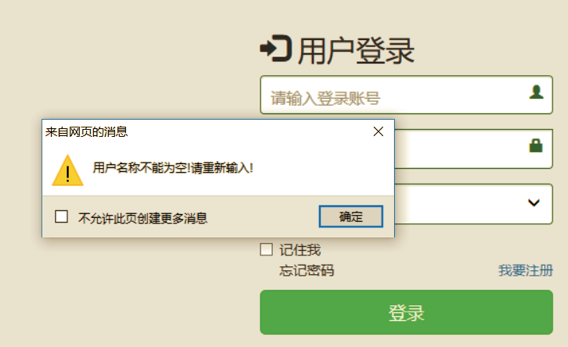 用户登录
请输入登录账号
来自网页的消息
用户名称不能为空!请重新输入!
不允许此页创建更多消息
确定
记住我
忘记密码
我要注册
登录